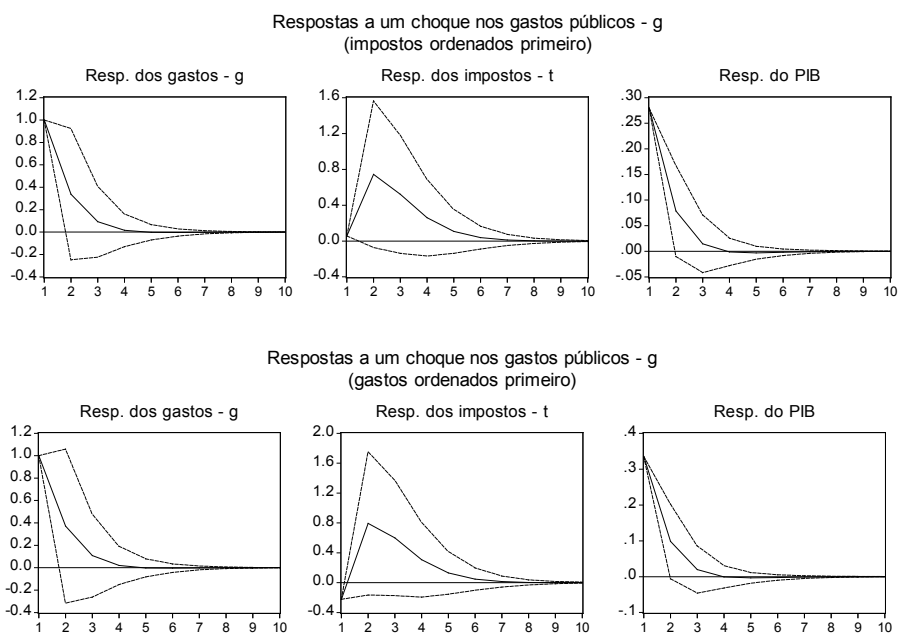 Respostas a um choque nos gastos públicos - g
(impostos ordenados primeiro)
Resp. dos gastos - g
1.2
1.0
0.8
0.6
0.4
0.2
0.0
-0.2
-0.4
1 2 3 4 5 6 7 8 9 10
Resp. dos impostos - t
1.6
1.2
0.8
0.4
0.0
-0.4
1 2 3 4 5 6 7 8 9 10
Resp. do PIB
.30
.25
.20
.15
.10
.05
.00
-.05
1 2 3 4 5 6 7 8 9 10
Respostas a um choque nos gastos públicos - g
(gastos ordenados primeiro)
Resp. dos gastos - g
1.2
1.0
0.8
0.6
0.4
0.2
0.0
-0.2
-0.4
1 2 3 4 5 6 7 8 9 10
Resp. dos impostos - t
2.0
1.6
1.2
0.8
0.4
0.0
-0.4
1 2 3 4 5 6 7 8 9 10
Resp. do PIB
.4
.3
.2
.1
.0
-.1
1 2 3 4 5 6 7 8 9 10